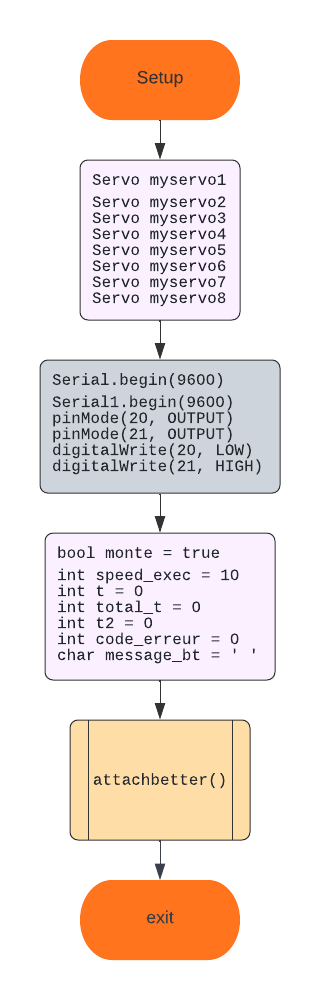 Setup
Servo myservo1
Servo myservo2
Servo myservo3
Servo myservo4
Servo myservo5
Servo myservo6
Servo myservo7
Servo myservo8
Serial.begin(9600)
Serial1.begin(9600)
pinMode(20, OUTPUT)
pinMode(21, OUTPUT)
digitalWrite(20, LOW)
digitalWrite(21, HIGH)
bool monte = true
int speed_exec = 10
int t = 0
int total_t = 0
int t2 = 0
int code_erreur = 0
char message_bt = ' '
attachbetter()
exit